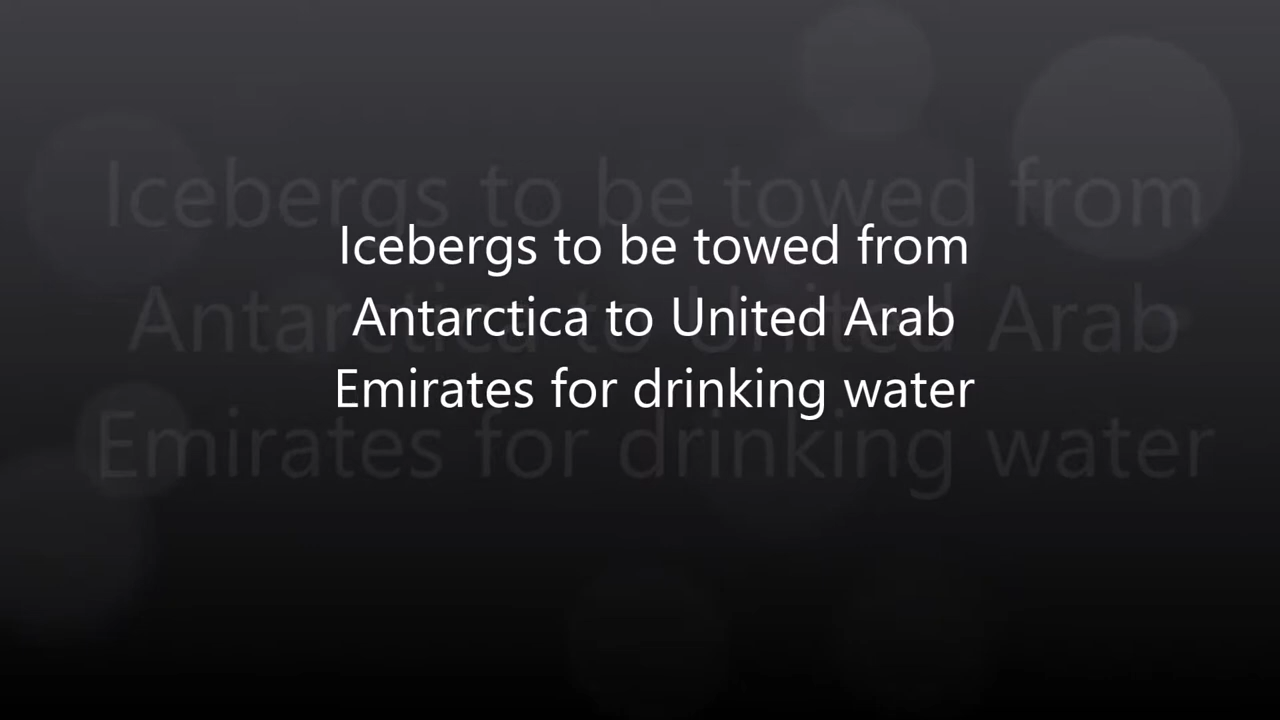 Icebergs to be towed from
Antarctica to United Arab
Emirates for drinking water